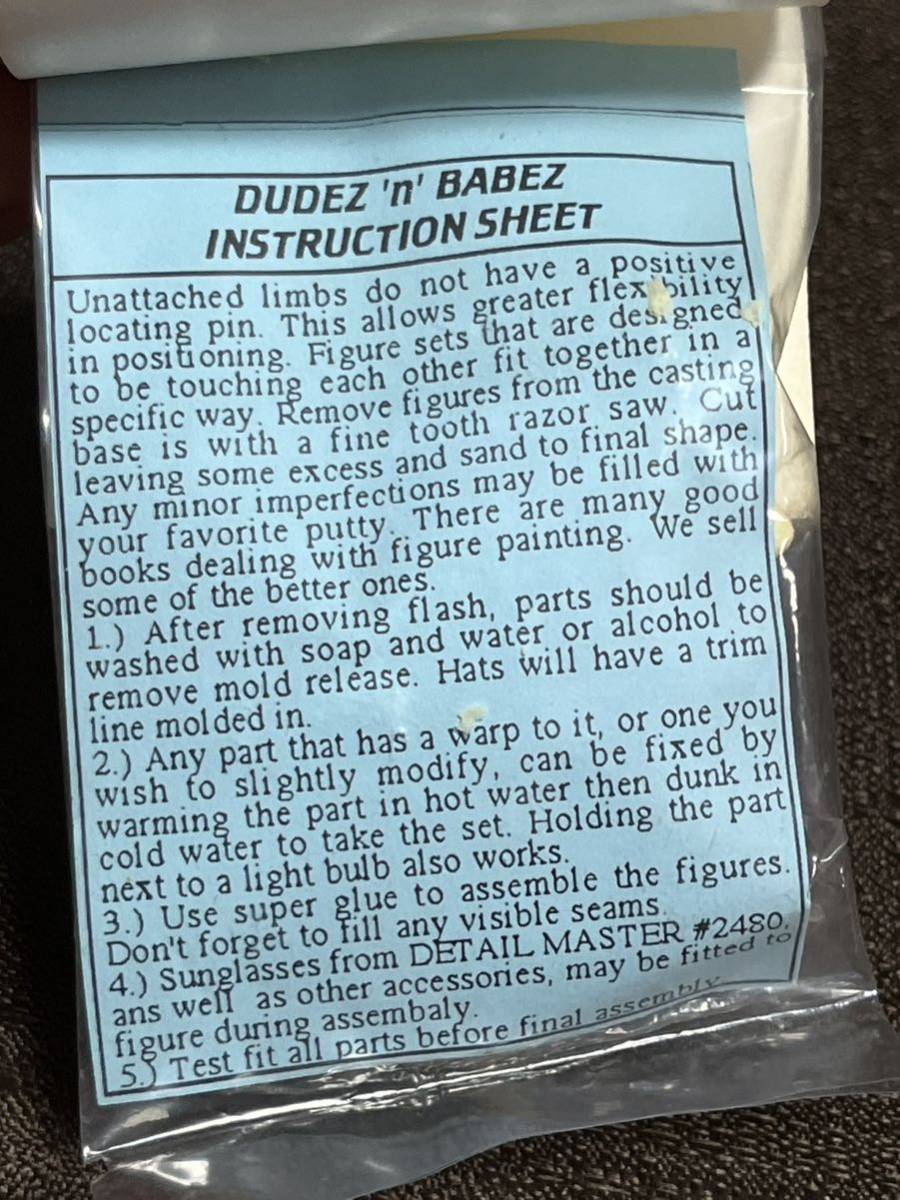 DUDEZ 'n' BABEZ
INSTRUCTION SHEET
Unattached limbs do not have a positive
locating pin. This allows greater flexibility
in positioning. Figure sets that are designed
to be touching each other fit together in a
specific way. Remove figures from the casting
base is with a fine tooth razor saw. Cut
leaving some excess and sand to final shape.
Any minor imperfections may be filled with
your favorite putty. There are many good
books dealing with figure painting. We sell
some of the better ones.
1.) After removing flash, parts should be
washed with soap and water or alcohol to
remove mold release. Hats will have a trim
line molded in.
2.) Any part that has a warp to it, or one you
wish to slightly modify, can be fixed by
warming the part in hot water then dunk in
cold water to take the set. Holding the part
next to a light bulb also works.
3.) Use super glue to assemble the figures.
Don't forget to fill any visible seams.
4.) Sunglasses from DETAIL MASTER #2480,
ans well as other accessories, may be fitted to
figure during assembaly.
5.) Test fit all parts before final assembly.